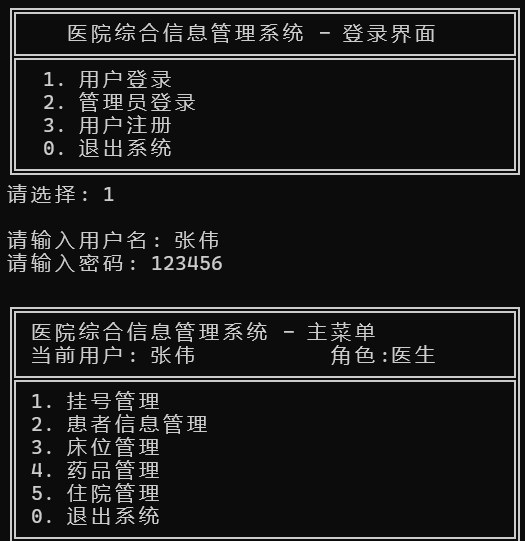 医院综合信息管理系统 - 登录界面
1. 用户登录
2. 管理员登录
3. 用户注册
0. 退出系统
请选择: 1
请输入用户名: 张伟
请输入密码: 123456
医院综合信息管理系统 - 主菜单
当前用户: 张伟 角色:医生
1. 挂号管理
2. 患者信息管理
3. 床位管理
4. 药品管理
5. 住院管理
0. 退出系统